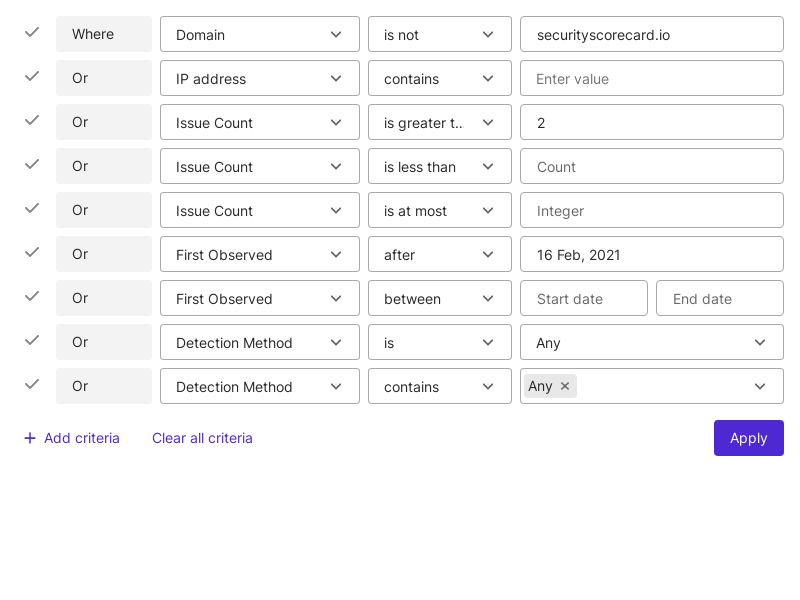 Where Domain is not securityscorecard.io
Or IP address contains Enter value
Or Issue Count is greater t... 2
Or Issue Count is less than Count
Or Issue Count is at most Integer
Or First Observed after 16 Feb, 2021
Or First Observed between Start date End date
Or Detection Method is Any
Or Detection Method contains Any
Add criteria Clear all criteria Apply